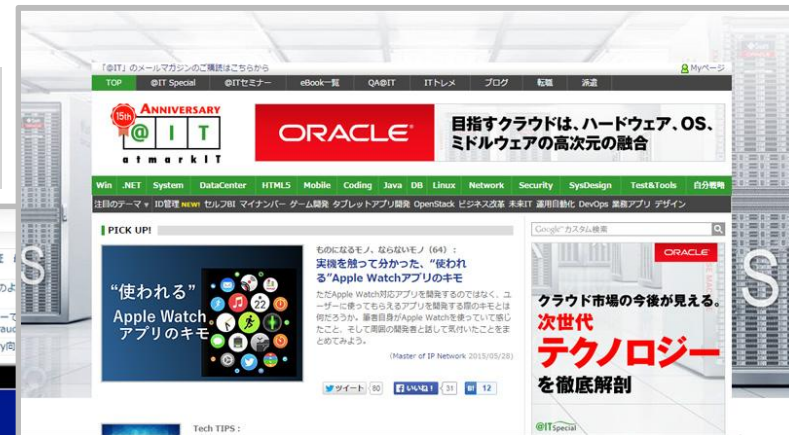 「@IT」のメールマガジンのご購読はこちらから
Myページ
TOP @IT Special @ITセミナー eBook一覧 QA@IT ITトレメ ブログ 転職 派遣
15th ANNIVERSARY
@IT
atmarkIT
ORACLE
目指すクラウドは、ハードウェア、OS、
ミドルウェアの高次元の融合
Win .NET System DataCenter HTML5 Mobile Coding Java DB Linux Network Security SysDesign Test&Tools 自分戦略
注目のテーマ ID管理 NEW! セルフBI マイナンバー ゲーム開発 タブレットアプリ開発 OpenStack ビジネス改革 未来IT 運用自動化 DevOps 業務アプリ デザイン
PICK UP!
“使われる”
Apple Watch
アプリのキモ
22
ものになるモノ、ならないモノ（64）：
実機を触って分かった、“使われ
る”Apple Watchアプリのキモ
ただApple Watch対応アプリを開発するのではなく、ユ
ーザーに使ってもらえるアプリを開発する際のキモとは
何だろうか。筆者自身がApple Watchを使っていて感じ
たこと、そして周囲の開発者と話して気付いたことをま
とめてみよう。
(Master of IP Network 2015/05/28)
ツイート 80 いいね！ 31 B! 12
Tech TIPS：
Google カスタム検索
ORACLE
クラウド市場の今後が見える。
次世代
テクノロジー
を徹底解剖
@ITSpecial
S
S